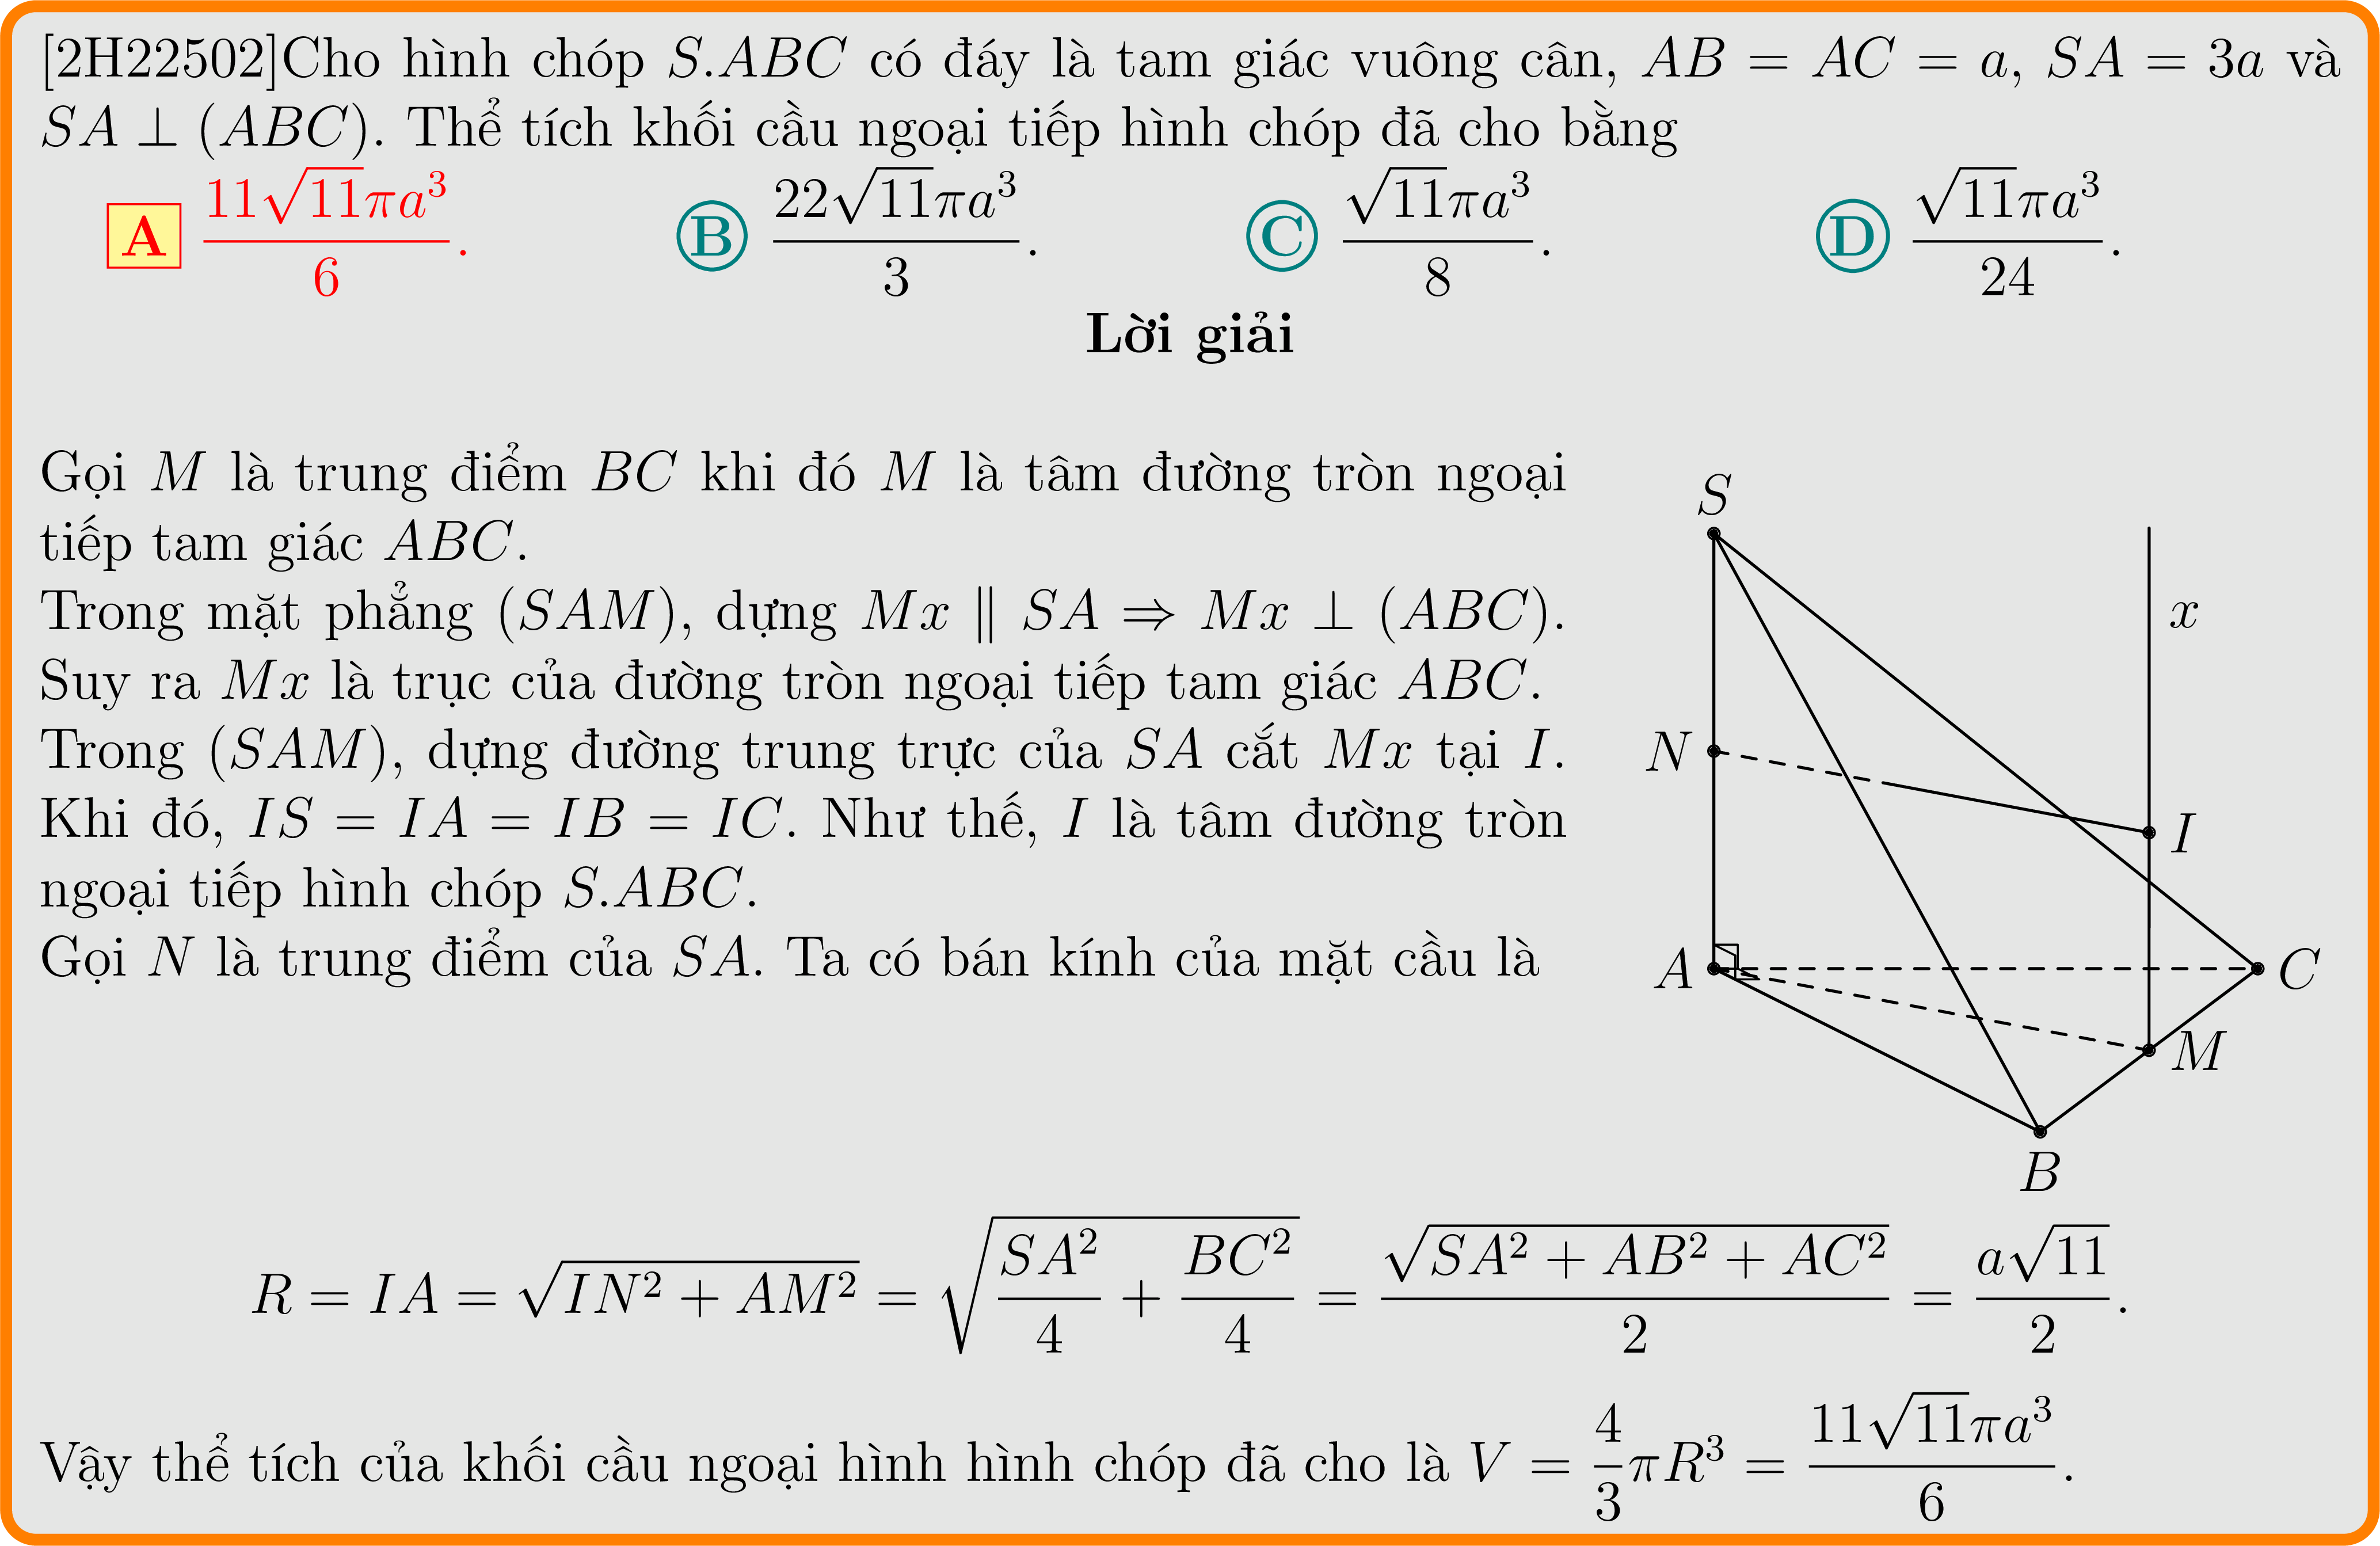 [2H22502]Cho hình chóp S.ABC có đáy là tam giác vuông cân, AB = AC = a, SA = 3a và
SA ⊥ (ABC). Thể tích khối cầu ngoại tiếp hình chóp đã cho bằng
A $\frac{11\sqrt{11}\pi a^3}{6}$. B $\frac{22\sqrt{11}\pi a^3}{3}$. C $\frac{\sqrt{11}\pi a^3}{8}$. D $\frac{\sqrt{11}\pi a^3}{24}$.
Lời giải
Gọi M là trung điểm BC khi đó M là tâm đường tròn ngoại
tiếp tam giác ABC.
Trong mặt phẳng (SAM), dựng Mx ∥ SA ⇒ Mx ⊥ (ABC).
Suy ra Mx là trục của đường tròn ngoại tiếp tam giác ABC.
Trong (SAM), dựng đường trung trực của SA cắt Mx tại I.
Khi đó, IS = IA = IB = IC. Như thế, I là tâm đường tròn
ngoại tiếp hình chóp S.ABC.
Gọi N là trung điểm của SA. Ta có bán kính của mặt cầu là
S
x
N
I
A
C
M
B
$R = IA = \sqrt{IN^2 + AM^2} = \sqrt{\frac{SA^2}{4} + \frac{BC^2}{4}} = \frac{\sqrt{SA^2 + AB^2 + AC^2}}{2} = \frac{a\sqrt{11}}{2}$.
Vậy thể tích của khối cầu ngoại hình hình chóp đã cho là $V = \frac{4}{3}\pi R^3 = \frac{11\sqrt{11}\pi a^3}{6}$.